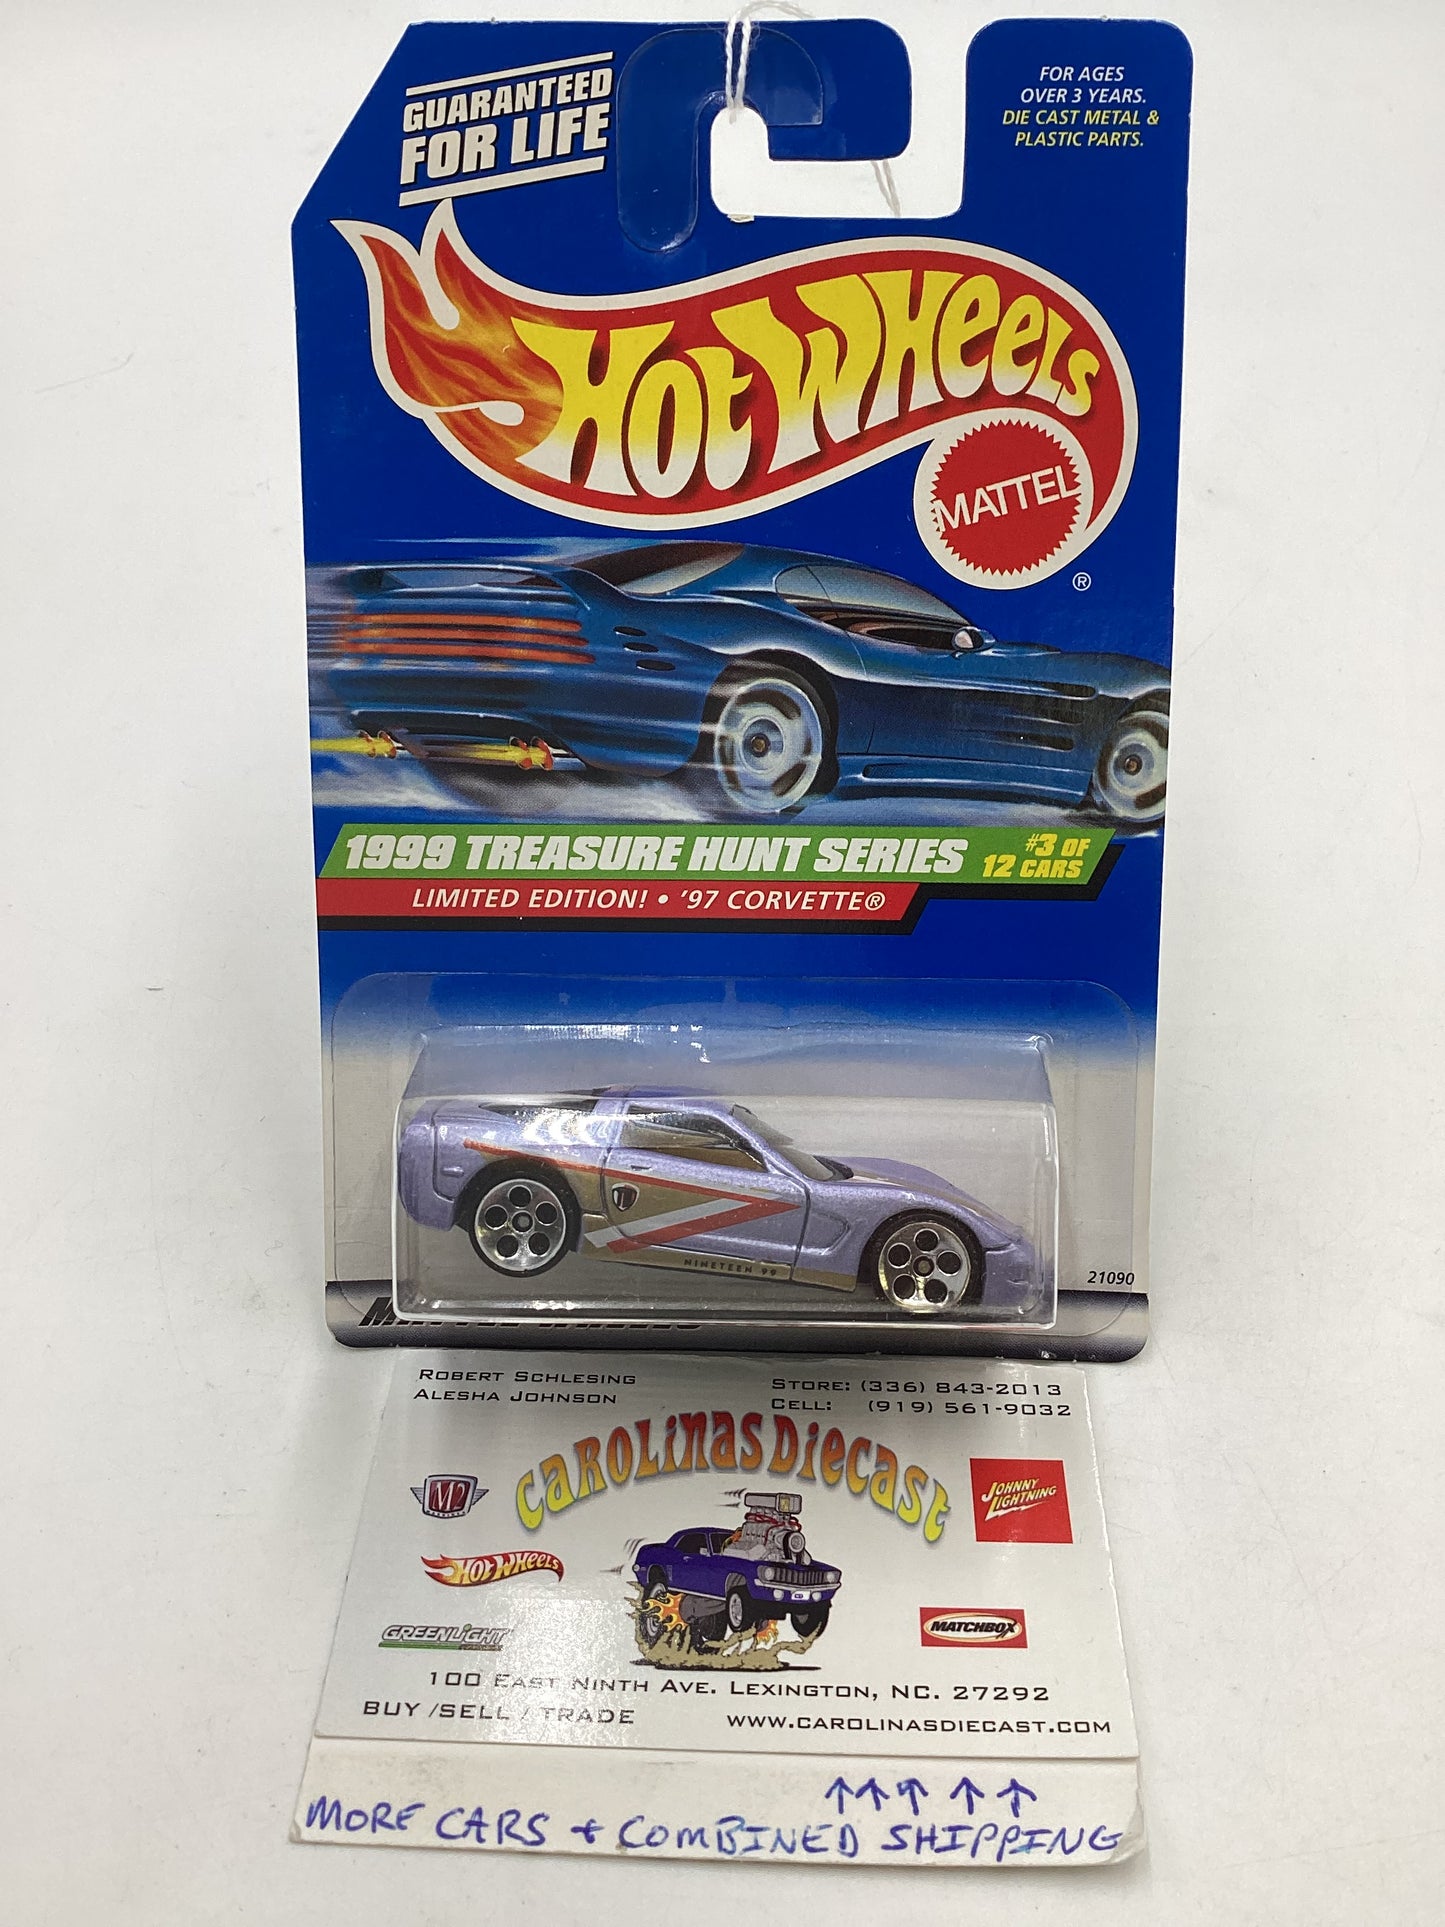 GUARANTEED
FOR LIFE
FOR AGES
OVER 3 YEARS.
DIE CAST METAL &
PLASTIC PARTS.
HOT WHEELS
MATTEL
®
1999 TREASURE HUNT SERIES
#3 OF
12 CARS
LIMITED EDITION! • '97 CORVETTE®
NINETEEN 99
21090
ROBERT SCHLESING
ALESHA JOHNSON
STORE: (336) 843-2013
CELL: (919) 561-9032
CAROLINAS DIECAST
M2
JOHNNY
LIGHTNING
HOT WHEELS
GREENLIGHT
MATCHBOX
100 EAST NINTH AVE. LEXINGTON, NC. 27292
BUY /SELL / TRADE
WWW.CAROLINASDIECAST.COM
↑↑↑ ↑ ↑
MORE CARS + COMBINED SHIPPING